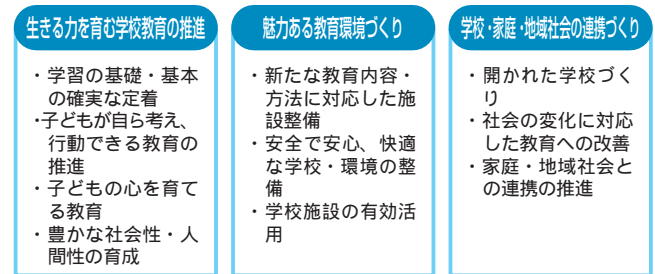 生きる力を育む学校教育の推進
・学習の基礎・基本
の確実な定着
・子どもが自ら考え、
行動できる教育の
推進
・子どもの心を育て
る教育
・豊かな社会性・人
間性の育成
魅力ある教育環境づくり
・新たな教育内容・
方法に対応した施
設整備
・安全で安心、快適
な学校・環境の整
備
・学校施設の有効活
用
学校・家庭・地域社会の連携づくり
・開かれた学校づく
り
・社会の変化に対応
した教育への改善
・家庭・地域社会と
の連携の推進